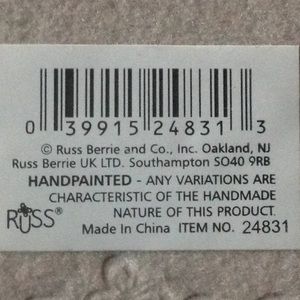 0 39915 24831 3
© Russ Berrie and Co., Inc. Oakland, NJ
Russ Berrie UK LTD. Southampton SO40 9RB
HANDPAINTED - ANY VARIATIONS ARE
CHARACTERISTIC OF THE HANDMADE
NATURE OF THIS PRODUCT.
RUSS®
Made In China ITEM NO. 24831